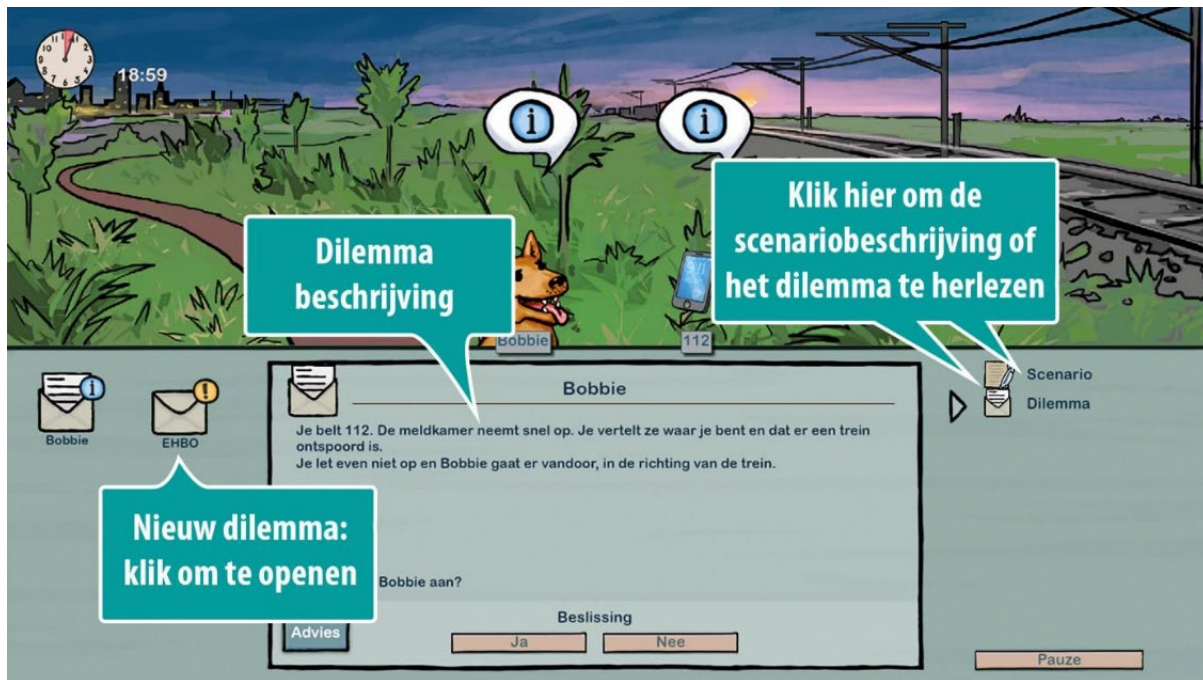 18:59
Dilemma
beschrijving
Klik hier om de
scenariobeschrijving of
het dilemma te herlezen
Bobbie
112
Bobbie
EHBO
Nieuw dilemma:
klik om te openen
Bobbie
Je belt 112. De meldkamer neemt snel op. Je vertelt ze waar je bent en dat er een trein
ontspoord is.
Je let even niet op en Bobbie gaat er vandoor, in de richting van de trein.
Bobbie aan?
Beslissing
Advies
Ja
Nee
Scenario
Dilemma
Pauze